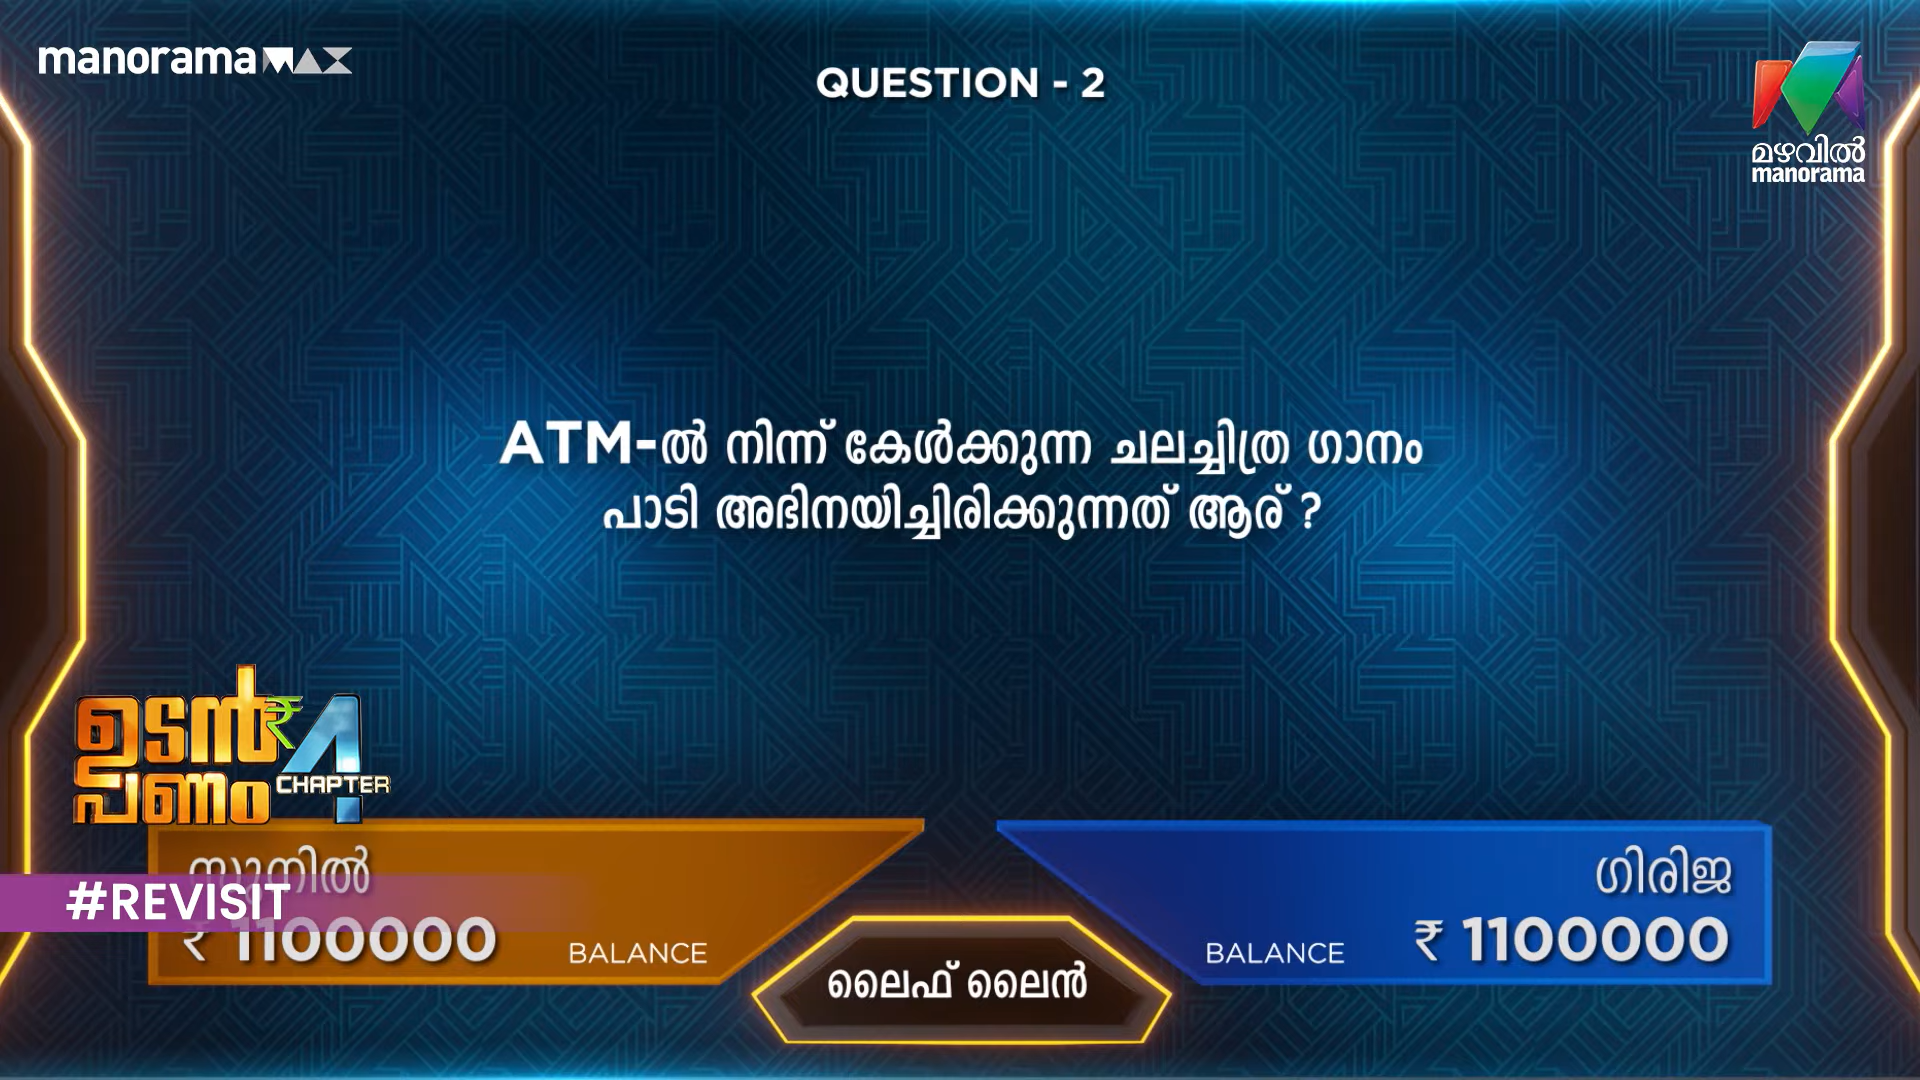 manorama MAX
QUESTION - 2
മഴവിൽ
manorama
ATM-ൽ നിന്ന് കേൾക്കുന്ന ചലച്ചിത്ര ഗാനം
പാടി അഭിനയിച്ചിരിക്കുന്നത് ആര് ?
ഉടൻ
പണം
CHAPTER 4
സുനിൽ
#REVISIT
₹ 1100000 BALANCE
ലൈഫ് ലൈൻ
ഗിരിജ
BALANCE ₹ 1100000